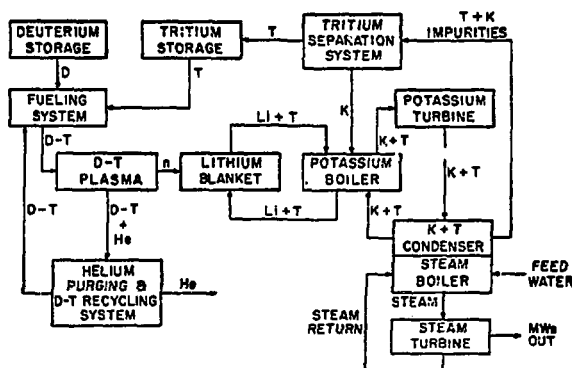 DEUTERIUM
STORAGE
TRITIUM
STORAGE
TRITIUM
SEPARATION
SYSTEM
T + K
IMPURITIES
T
D
T
K
FUELING
SYSTEM
POTASSIUM
TURBINE
D-T
Li + T
K+T
D-T
PLASMA
n
LITHIUM
BLANKET
POTASSIUM
BOILER
K+T
D-T
D-T
+
He
Li + T
K+T
K+T
CONDENSER
HELIUM
PURGING &
D-T RECYCLING
SYSTEM
He
STEAM
BOILER
FEED
WATER
STEAM
STEAM
RETURN
STEAM
TURBINE
MWe
OUT